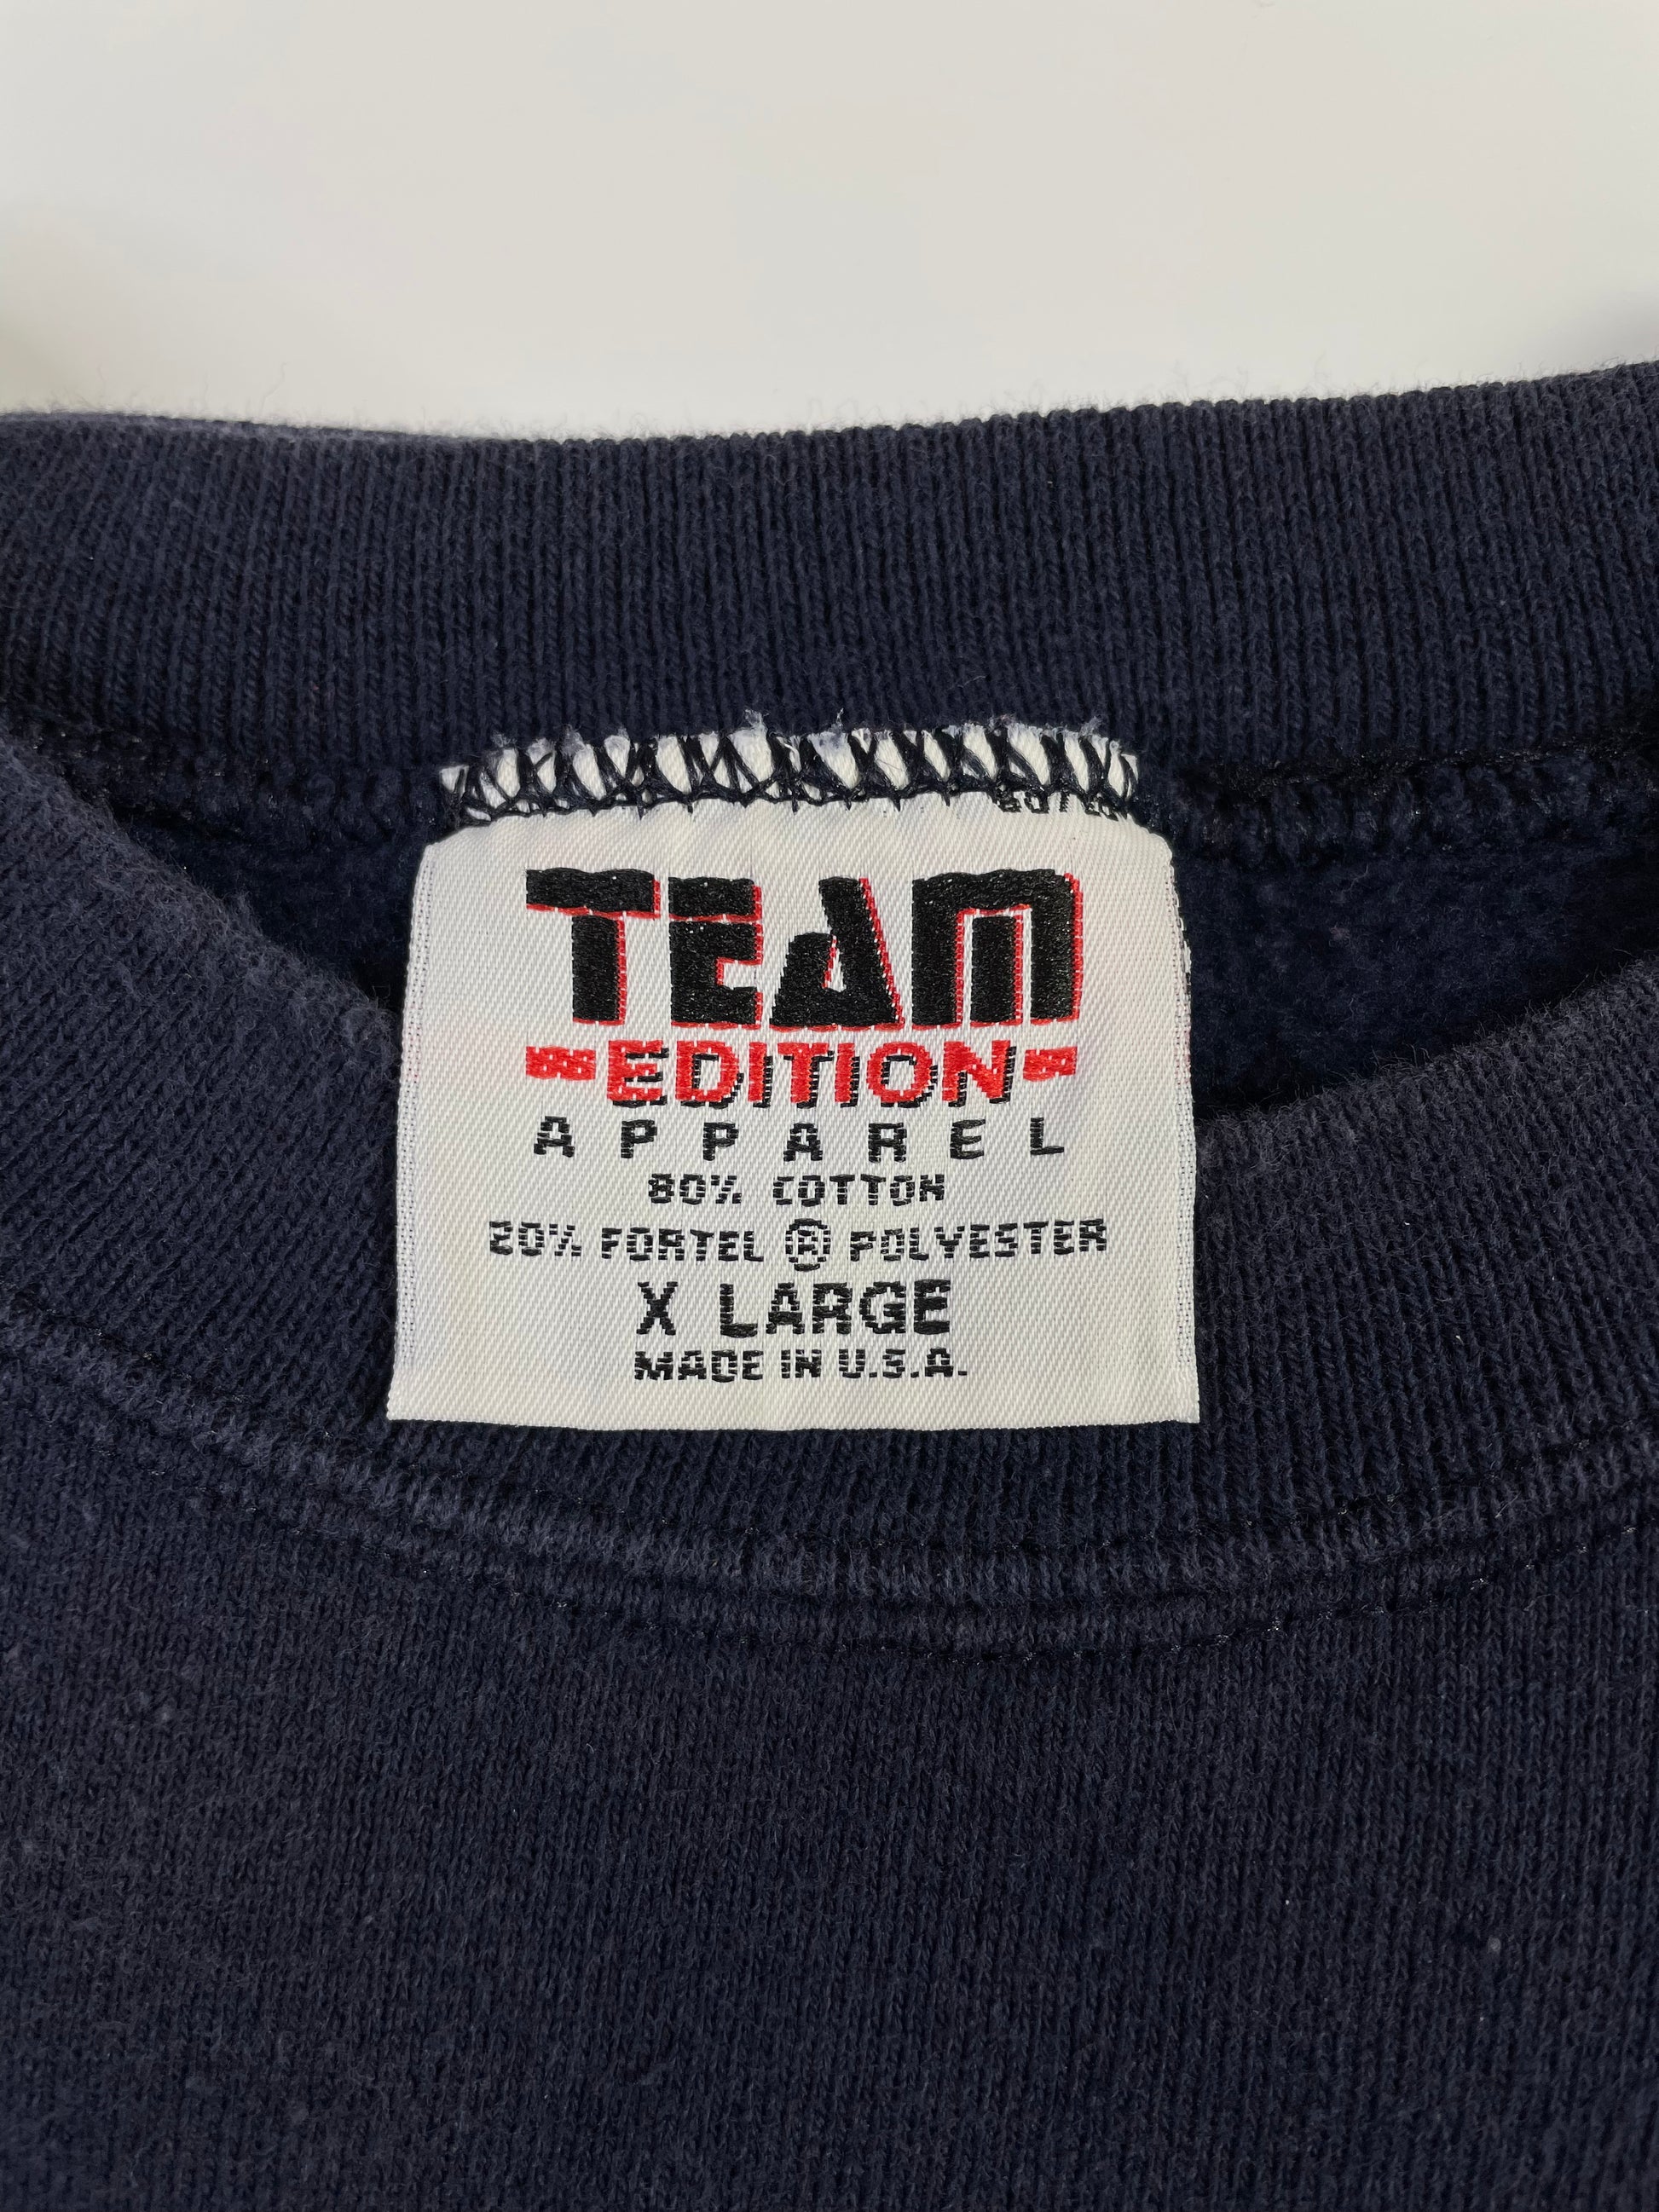 TEAM
EDITION
APPAREL
80% COTTON
20% FORTEL ® POLYESTER
X LARGE
MADE IN U.S.A.